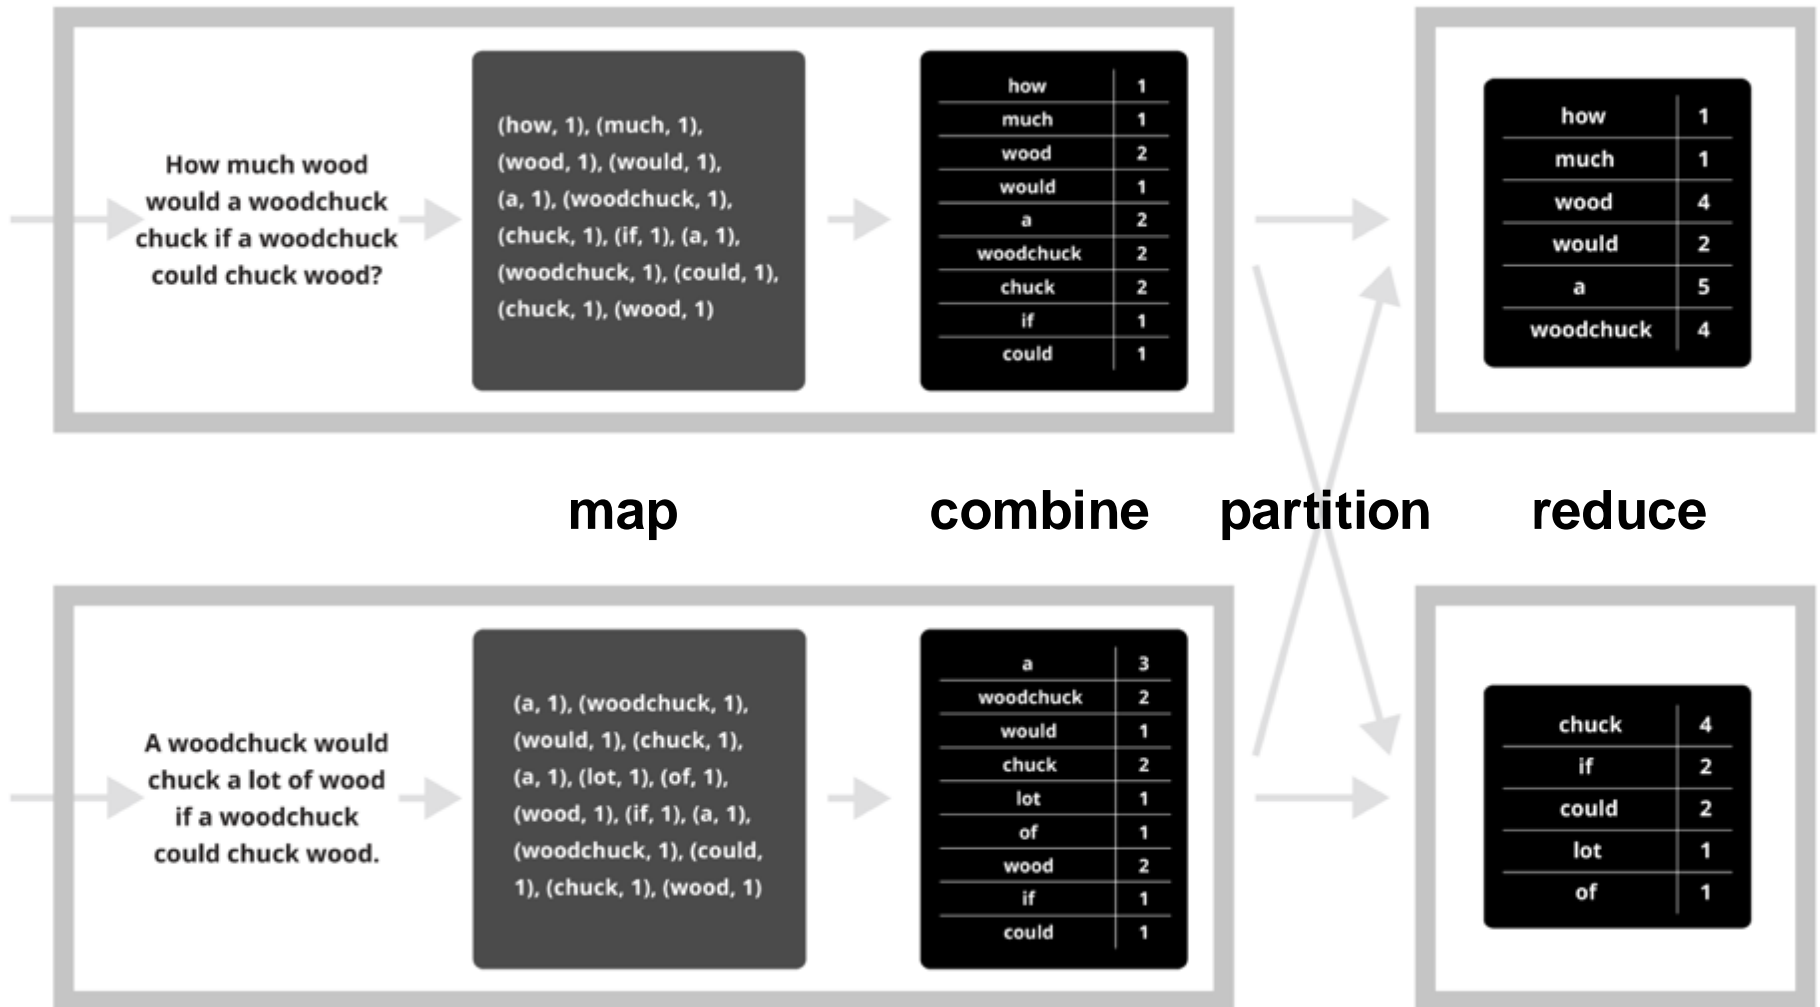 How much wood
would a woodchuck
chuck if a woodchuck
could chuck wood?
(how, 1), (much, 1),
(wood, 1), (would, 1),
(a, 1), (woodchuck, 1),
(chuck, 1), (if, 1), (a, 1),
(woodchuck, 1), (could, 1),
(chuck, 1), (wood, 1)
how 1
much 1
wood 2
would 1
a 2
woodchuck 2
chuck 2
if 1
could 1
how 1
much 1
wood 4
would 2
a 5
woodchuck 4
map combine partition reduce
A woodchuck would
chuck a lot of wood
if a woodchuck
could chuck wood.
(a, 1), (woodchuck, 1),
(would, 1), (chuck, 1),
(a, 1), (lot, 1), (of, 1),
(wood, 1), (if, 1), (a, 1),
(woodchuck, 1), (could,
1), (chuck, 1), (wood, 1)
a 3
woodchuck 2
would 1
chuck 2
lot 1
of 1
wood 2
if 1
could 1
chuck 4
if 2
could 2
lot 1
of 1